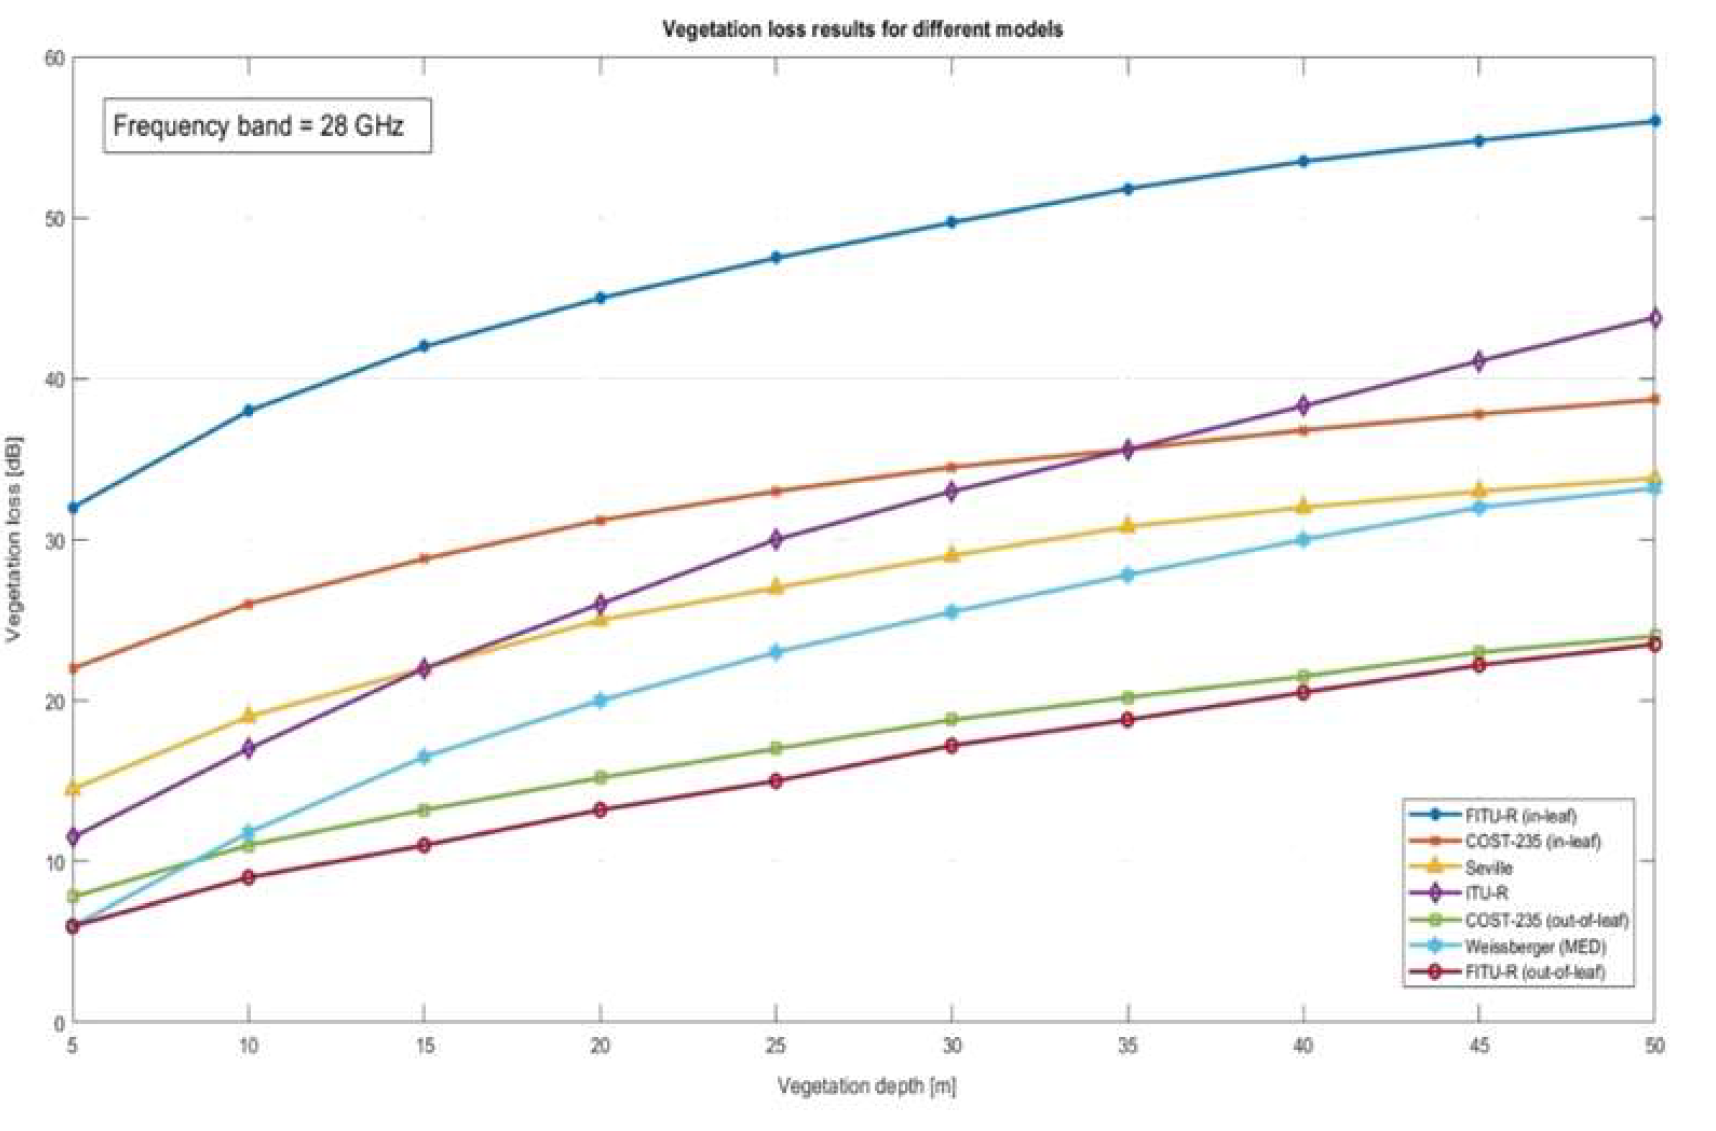 Vegetation loss results for different models
60
Frequency band = 28 GHz
50
40
30
20
10
0
Vegetation loss [dB]
FITU-R (in-leaf)
COST-235 (in-leaf)
Seville
ITU-R
COST-235 (out-of-leaf)
Weissberger (MED)
FITU-R (out-of-leaf)
5 10 15 20 25 30 35 40 45 50
Vegetation depth [m]